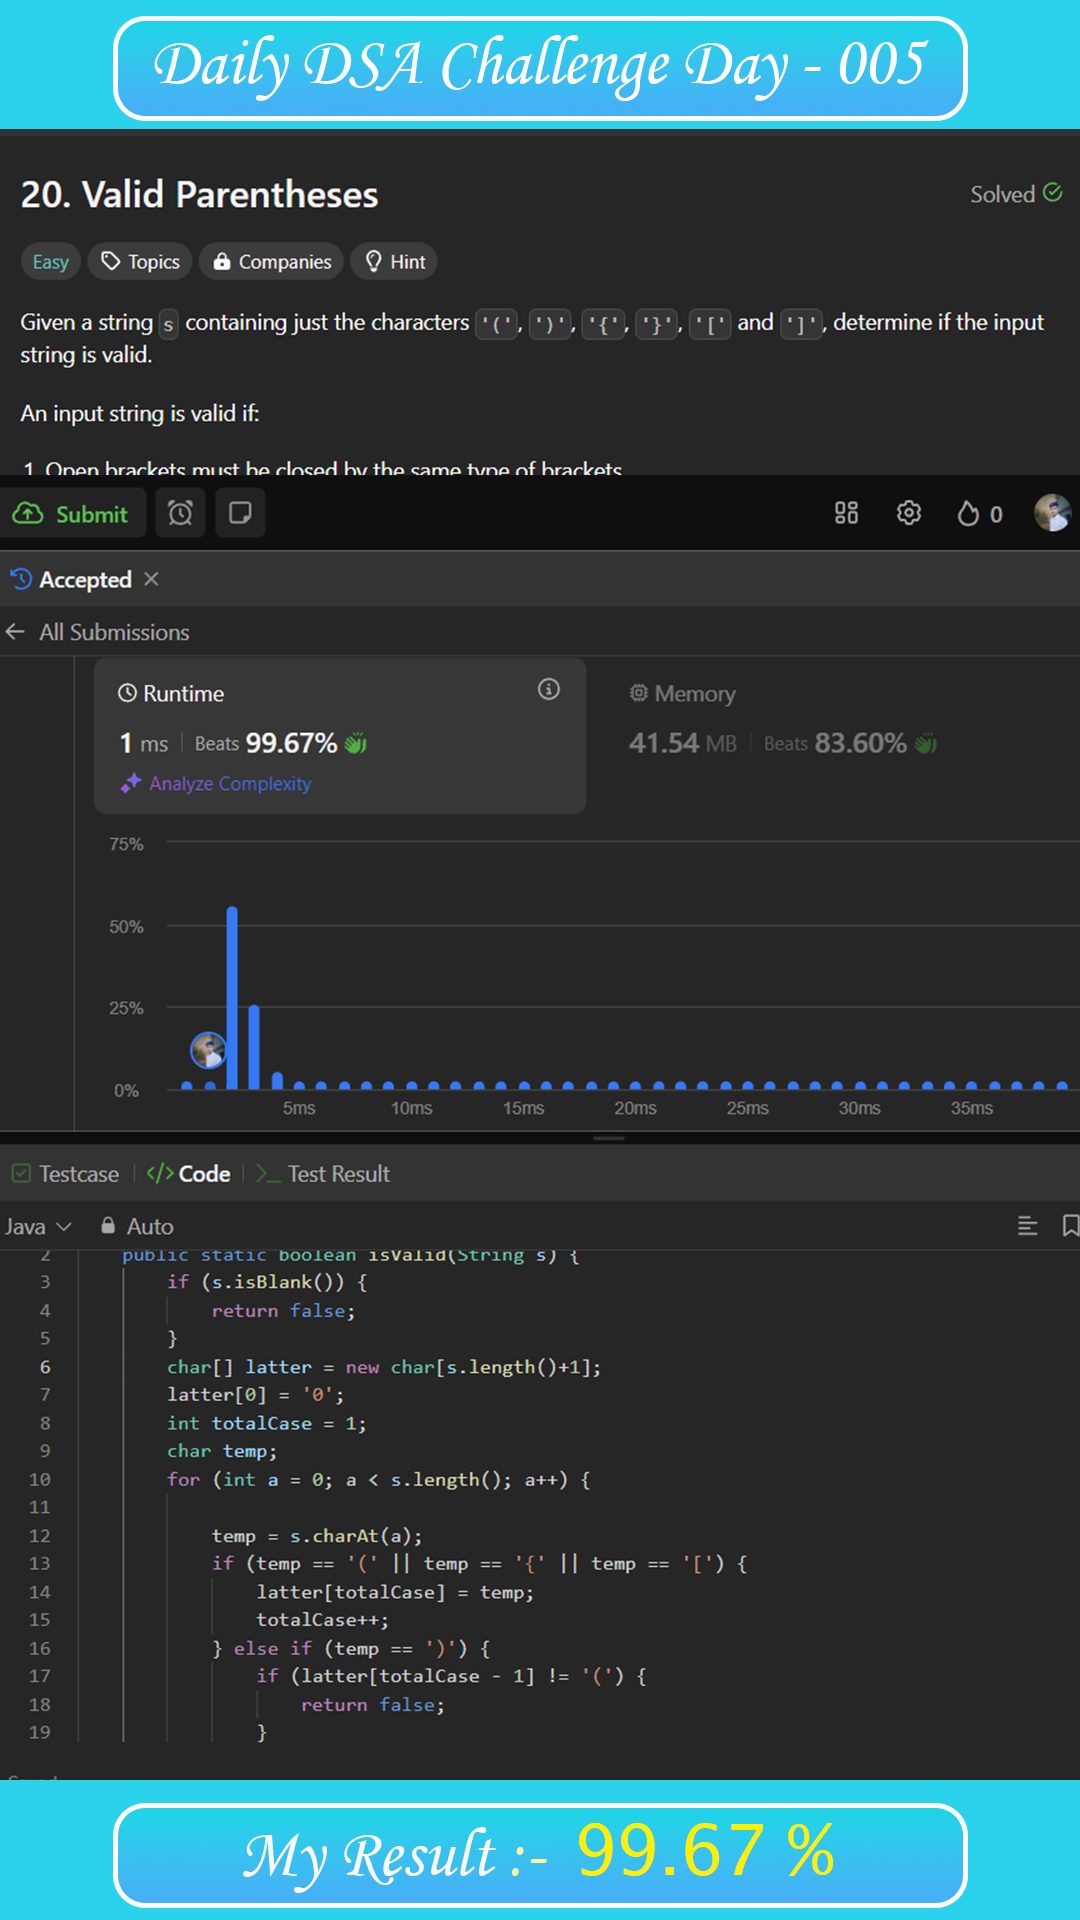 Daily DSA Challenge Day - 005
20. Valid Parentheses
Solved
Easy Topics Companies Hint
Given a string s containing just the characters '(', ')', '{', '}', '[' and ']', determine if the input
string is valid.
An input string is valid if:
1. Open brackets must be closed by the same type of brackets
Submit 0
Accepted ×
← All Submissions
Runtime
1 ms | Beats 99.67%
Analyze Complexity
Memory
41.54 MB | Beats 83.60%
75%
50%
25%
0%
5ms 10ms 15ms 20ms 25ms 30ms 35ms
Testcase | </> Code | >_ Test Result
Java Auto
2 public static boolean isValid(String s) {
3 if (s.isBlank()) {
4 return false;
5 }
6 char[] latter = new char[s.length()+1];
7 latter[0] = '0';
8 int totalCase = 1;
9 char temp;
10 for (int a = 0; a < s.length(); a++) {
11
12 temp = s.charAt(a);
13 if (temp == '(' || temp == '{' || temp == '[') {
14 latter[totalCase] = temp;
15 totalCase++;
16 } else if (temp == ')') {
17 if (latter[totalCase - 1] != '(') {
18 return false;
19 }
My Result :- 99.67 %